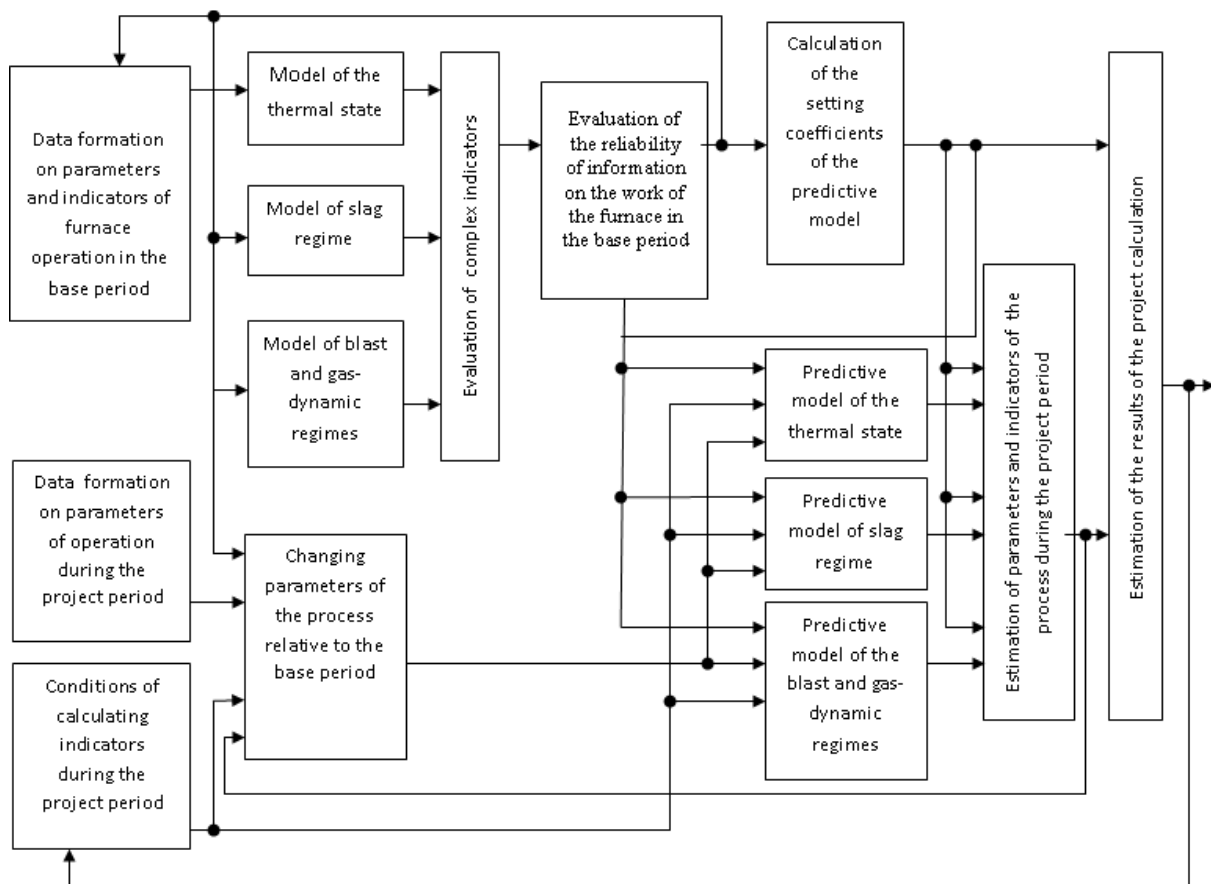 Data formation
on parameters
and indicators of
furnace
operation in the
base period
Model of the
thermal state
Model of slag
regime
Model of blast
and gas-
dynamic
regimes
Evaluation of complex indicators
Evaluation of
the reliability
of information
on the work of
the furnace in
the base period
Calculation
of the
setting
coefficients
of the
predictive
model
Data formation
on parameters
of operation
during the
project period
Changing
parameters of
the process
relative to the
base period
Conditions of
calculating
indicators
during the
project period
Predictive
model of the
thermal state
Predictive
model of slag
regime
Predictive
model of the
blast and gas-
dynamic
regimes
Estimation of parameters and indicators of the
process during the project period
Estimation of the results of the project calculation